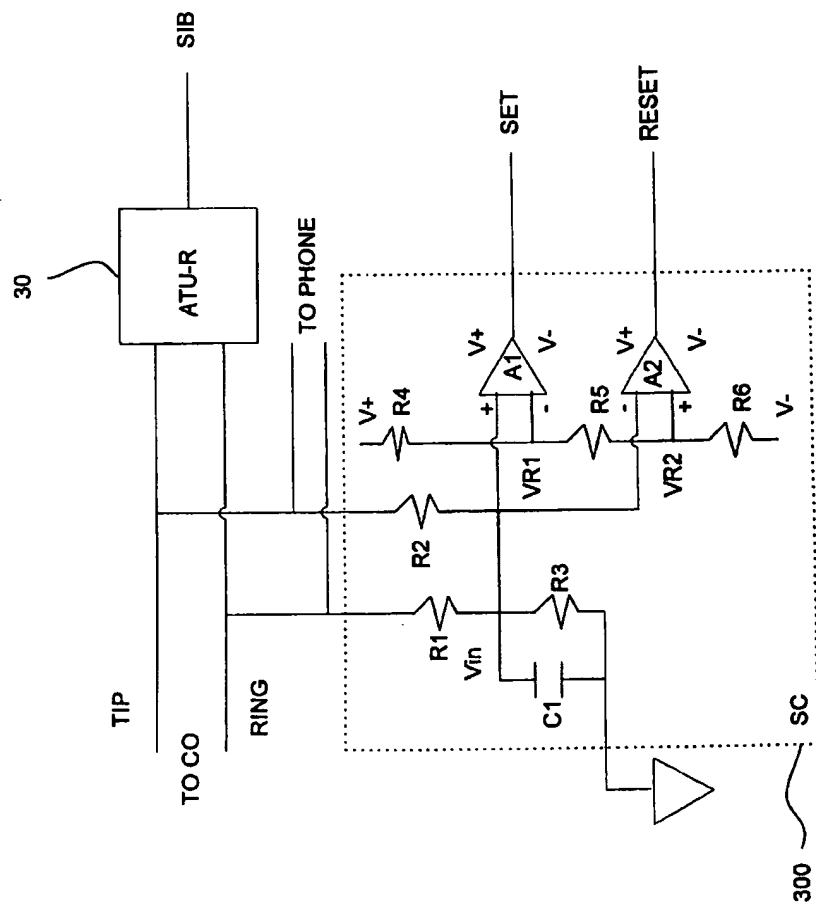 30
ATU-R
SIB
TIP
TO CO
RING
TO PHONE
SET
RESET
V+
R4
V+
A1
V-
+
-
VR1
R5
V+
A2
V-
-
+
VR2
R6
V-
R2
R1
Vin
R3
C1
SC
300